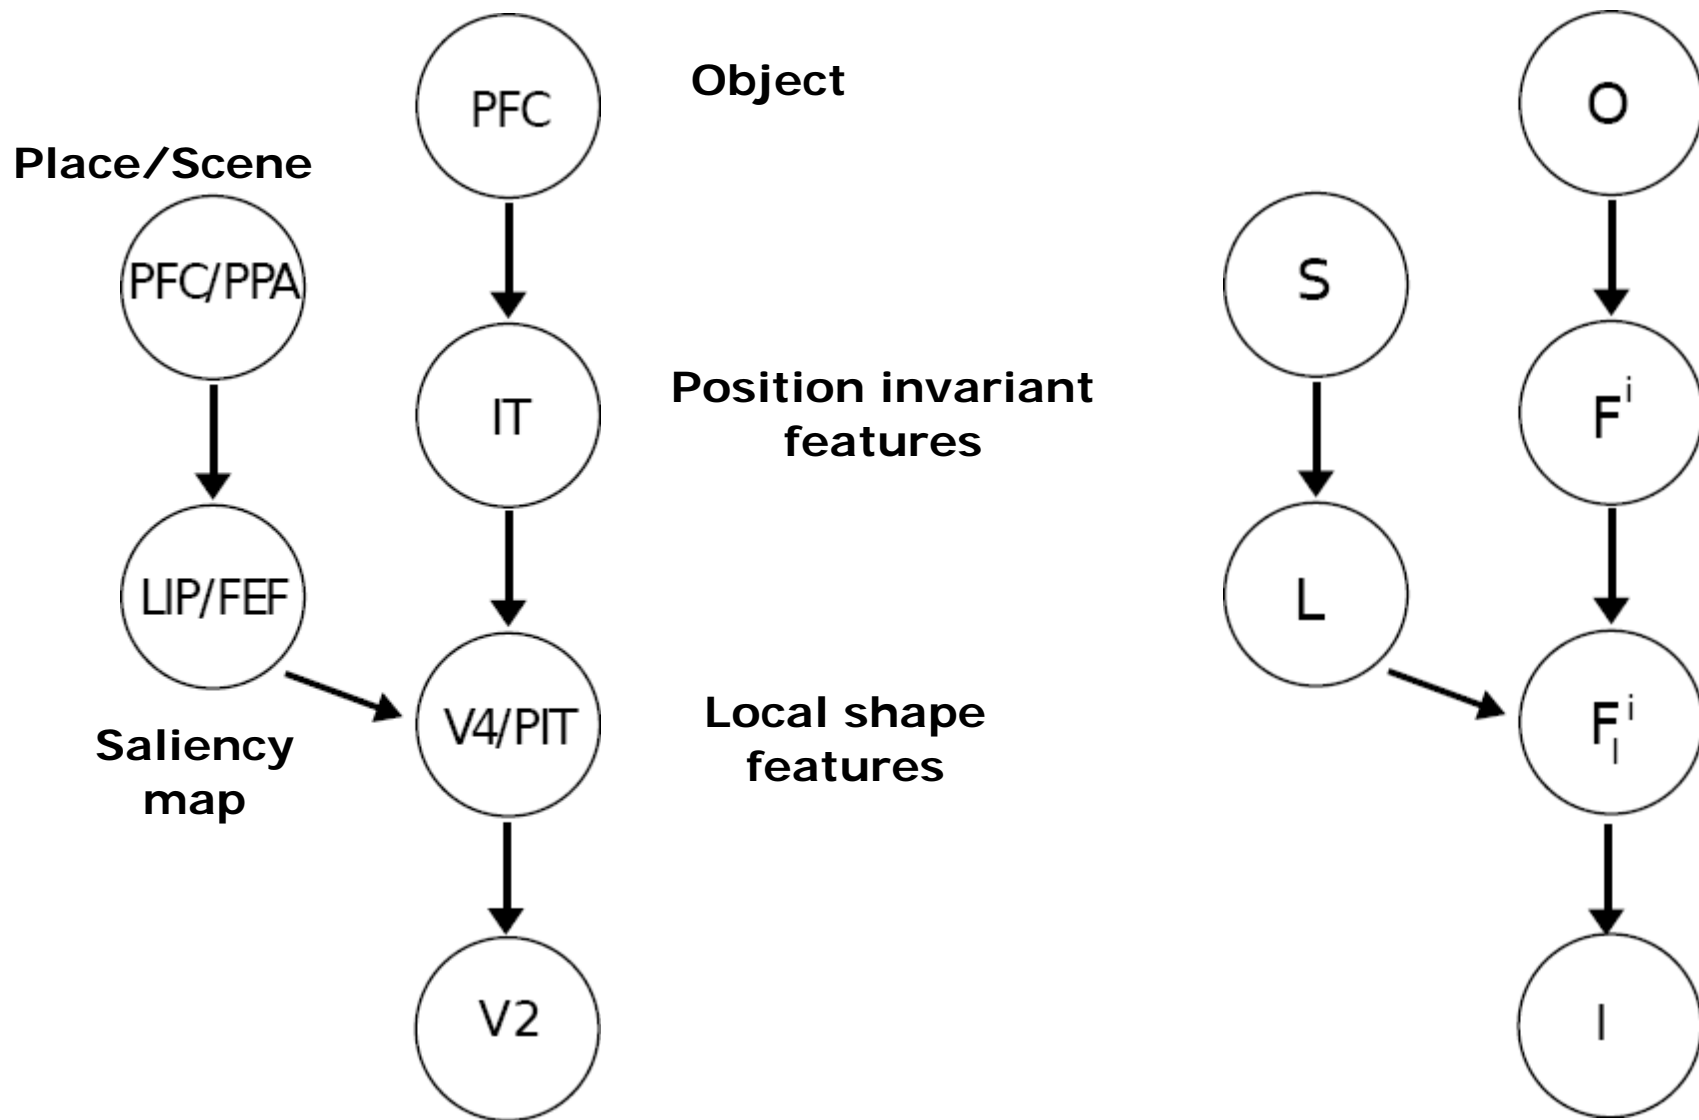 Object
PFC
Place/Scene
PFC/PPA
IT
Position invariant
features
LIP/FEF
Saliency
map
V4/PIT
Local shape
features
V2
O
S
F^i
L
F_l^i
I